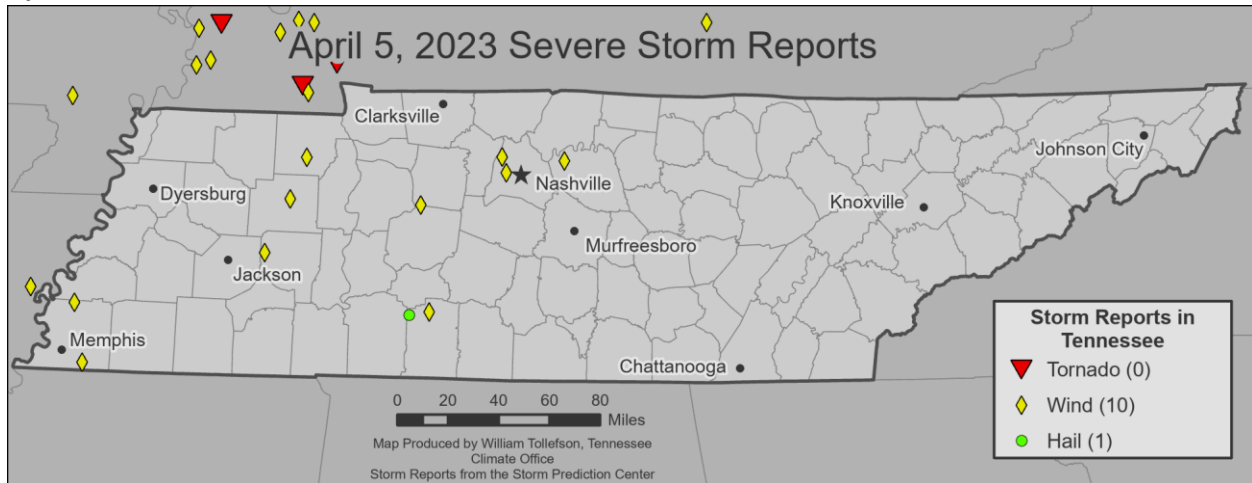 April 5, 2023 Severe Storm Reports
Clarksville
Johnson City
Nashville
Dyersburg
Knoxville
Murfreesboro
Jackson
Memphis
Chattanooga
Storm Reports in
Tennessee
Tornado (0)
Wind (10)
Hail (1)
0 20 40 60 80
Miles
Map Produced by William Tollefson, Tennessee
Climate Office
Storm Reports from the Storm Prediction Center